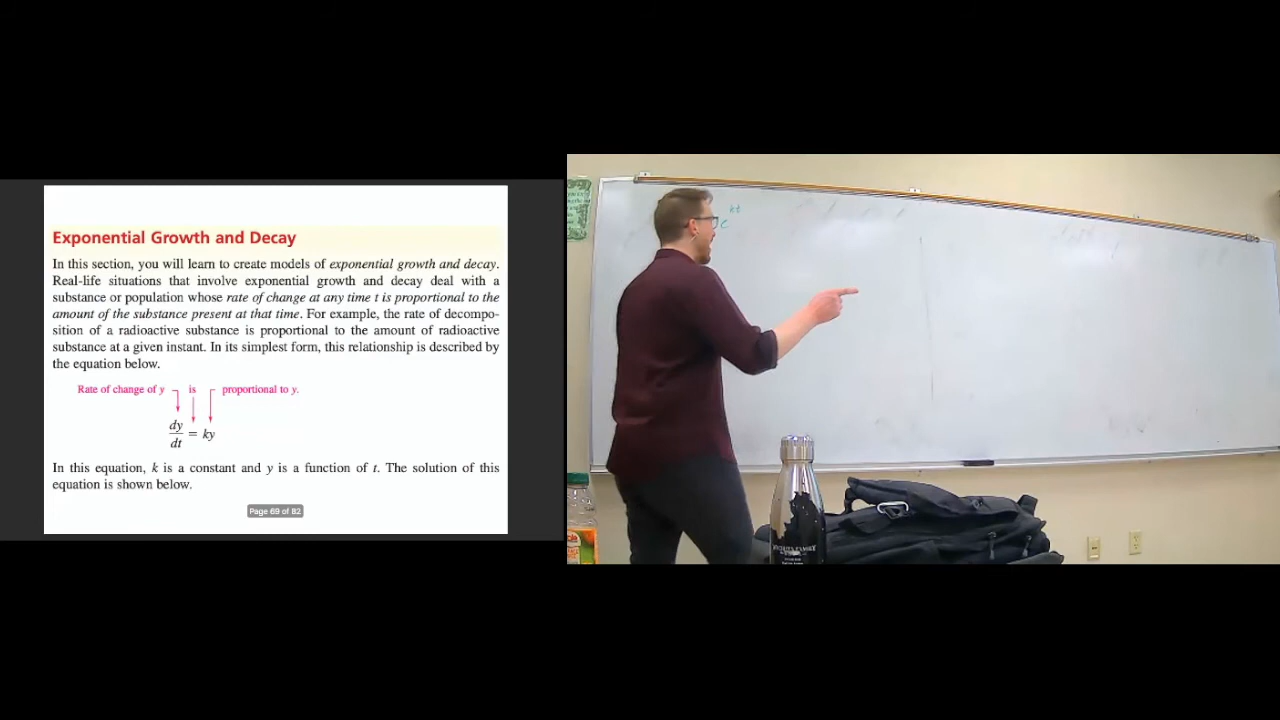 Exponential Growth and Decay
In this section, you will learn to create models of exponential growth and decay.
Real-life situations that involve exponential growth and decay deal with a
substance or population whose rate of change at any time t is proportional to the
amount of the substance present at that time. For example, the rate of decompo-
sition of a radioactive substance is proportional to the amount of radioactive
substance at a given instant. In its simplest form, this relationship is described by
the equation below.
Rate of change of y is proportional to y.
dy/dt = ky
In this equation, k is a constant and y is a function of t. The solution of this
equation is shown below.
Page 69 of 82
e^kt